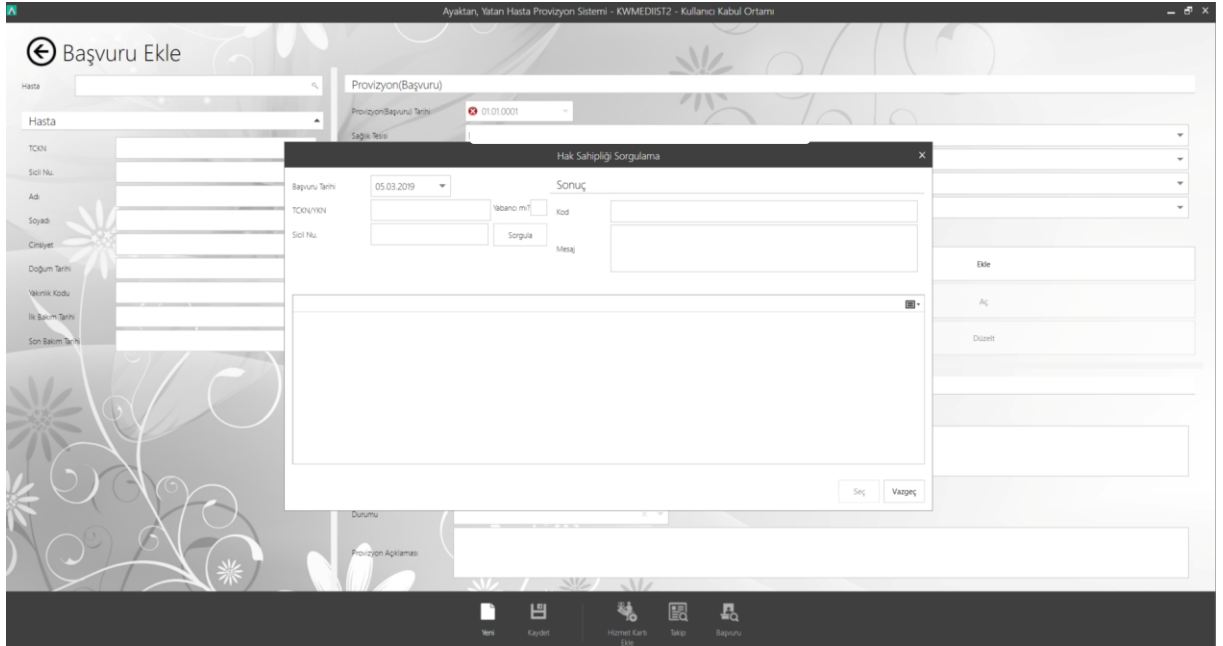 Ayaktan, Yatan Hasta Provizyon Sistemi - KWMEDIIST2 - Kullanıcı Kabul Ortamı
Başvuru Ekle
Hasta
Provizyon(Başvuru)
Provizyon(Başvuru) Tarihi
01.01.0001
Hasta
Sağlık Tesisi
TCKN
Sicil Nu.
Adı
Soyadı
Cinsiyet
Doğum Tarihi
Yakınlık Kodu
İlk Bakım Tarihi
Son Bakım Tarihi
Hak Sahipliği Sorgulama
Başvuru Tarihi
05.03.2019
Sonuç
TCKN/YKN
Yabancı mı?
Kod
Sicil Nu.
Sorgula
Mesaj
Seç
Vazgeç
Ekle
Aç
Düzelt
Durumu
Provizyon Açıklaması
Yeni
Kaydet
Hizmet Kartı
Ekle
Takip
Başvuru